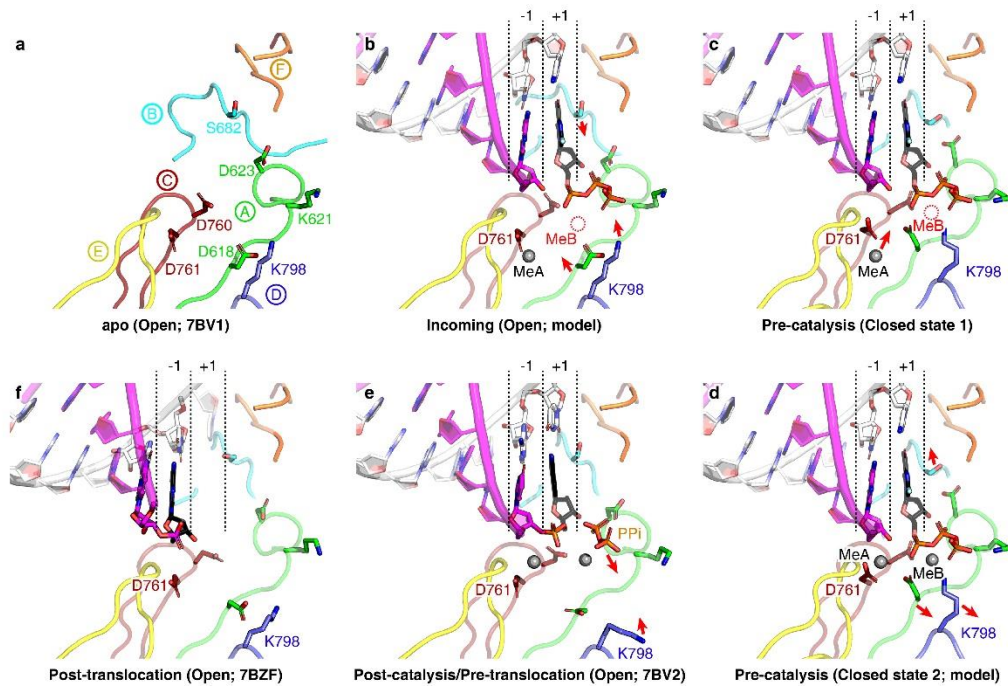 a
F
B
S682
D623
C
A
D760
K621
E
D761
D618
K798
D
apo (Open; 7BV1)
b
-1
+1
D761
MeB
MeA
K798
Incoming (Open; model)
c
-1
+1
D761
MeB
MeA
K798
Pre-catalysis (Closed state 1)
f
-1
+1
D761
K798
Post-translocation (Open; 7BZF)
e
-1
+1
PPi
D761
K798
Post-catalysis/Pre-translocation (Open; 7BV2)
d
-1
+1
MeA
MeB
D761
K798
Pre-catalysis (Closed state 2; model)